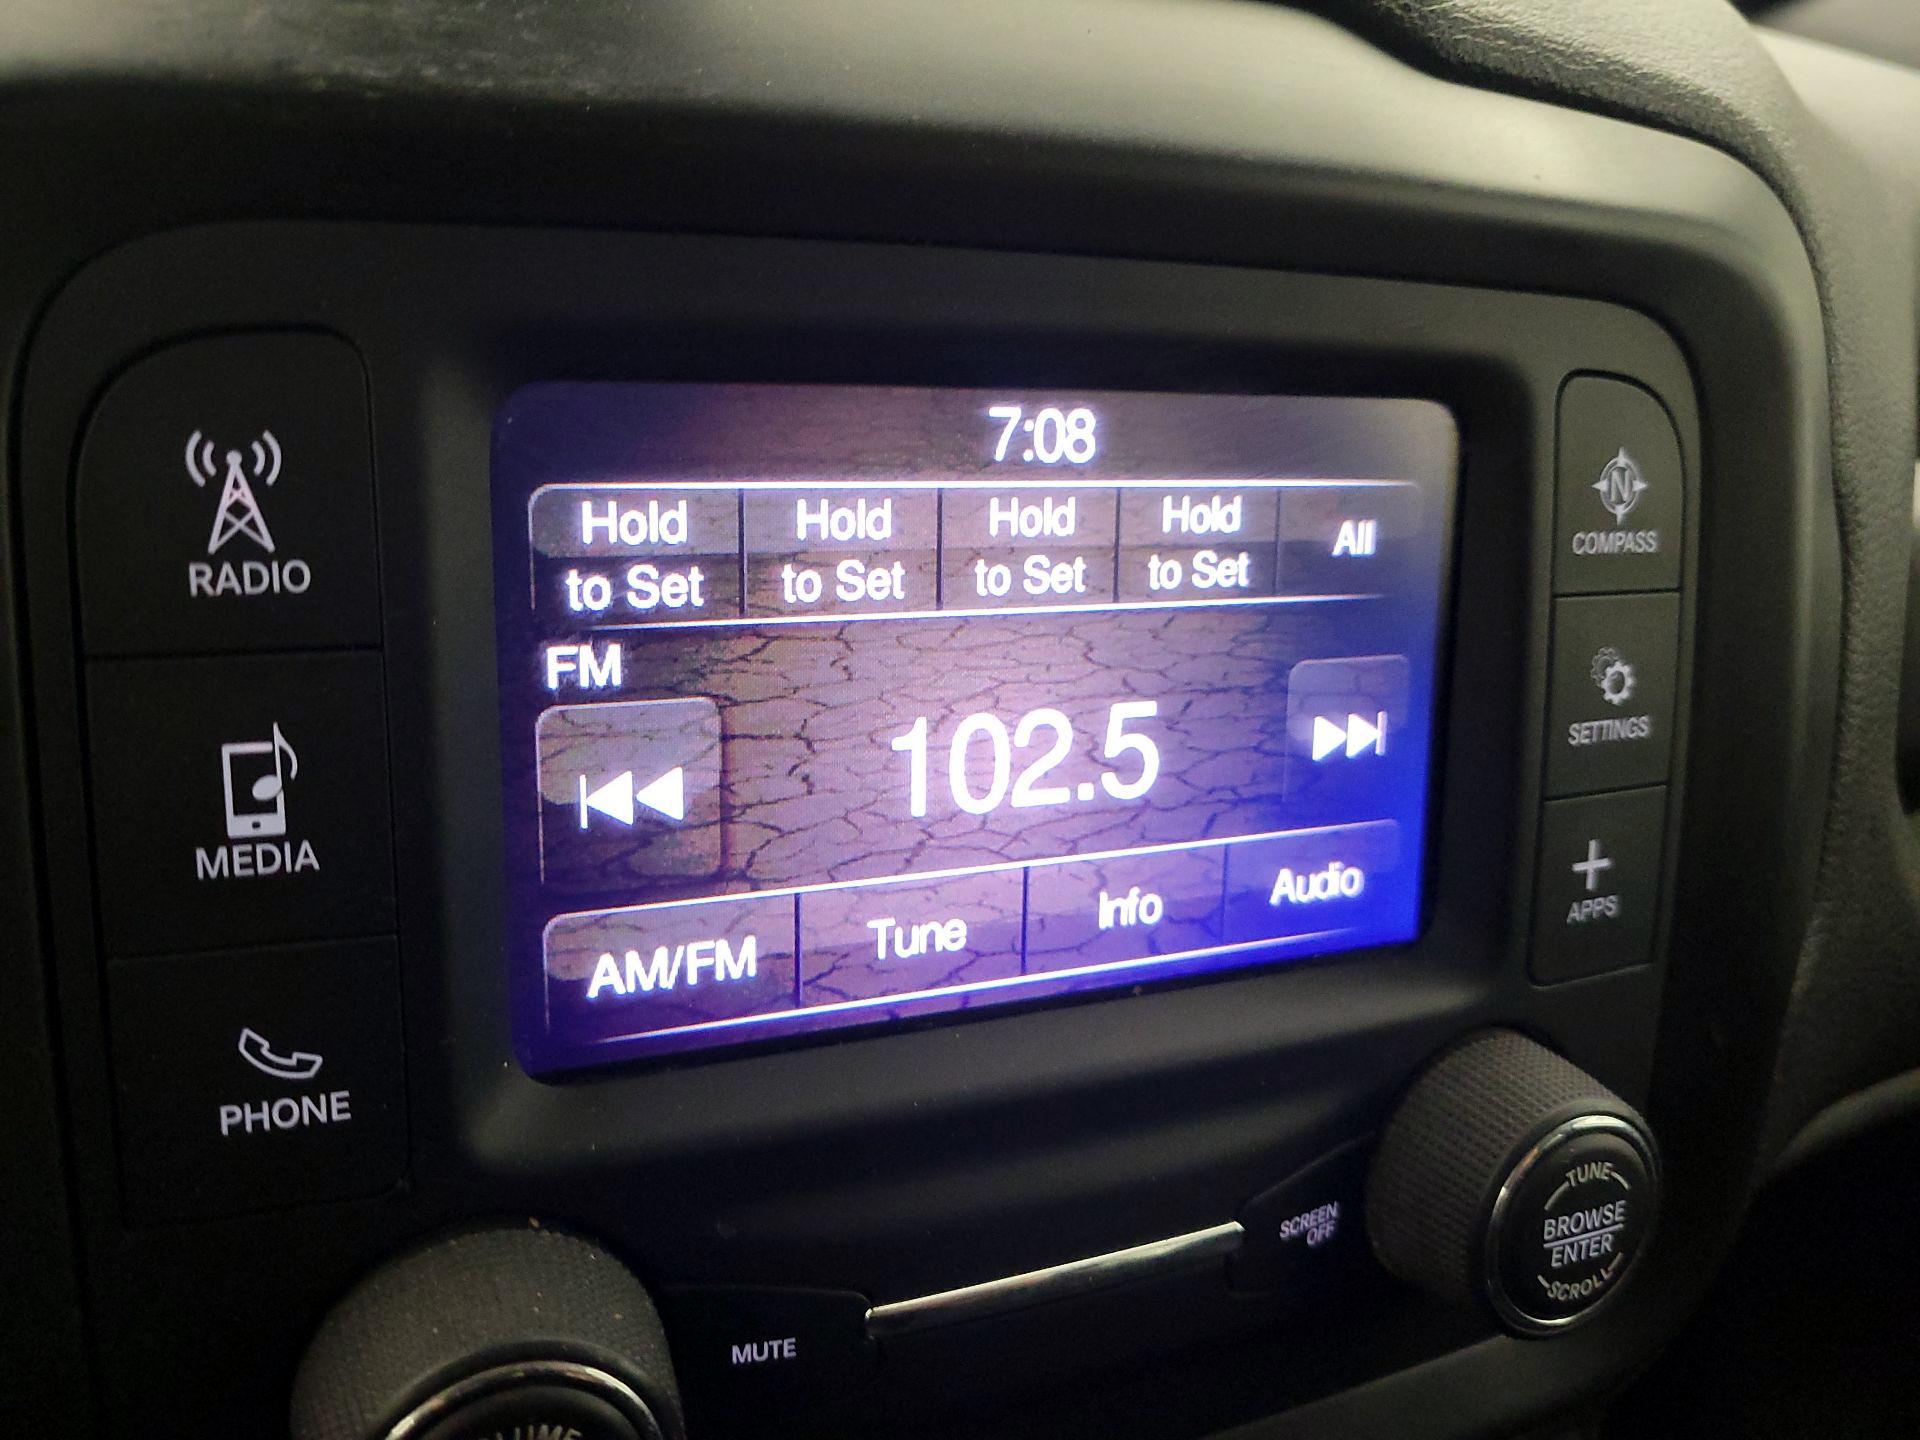 7:08
Hold to Set
Hold to Set
Hold to Set
Hold to Set
All
FM
102.5
AM/FM
Tune
Info
Audio
RADIO
MEDIA
PHONE
N
COMPASS
SETTINGS
APPS
MUTE
SCREEN
OFF
TUNE
BROWSE
ENTER
SCROLL